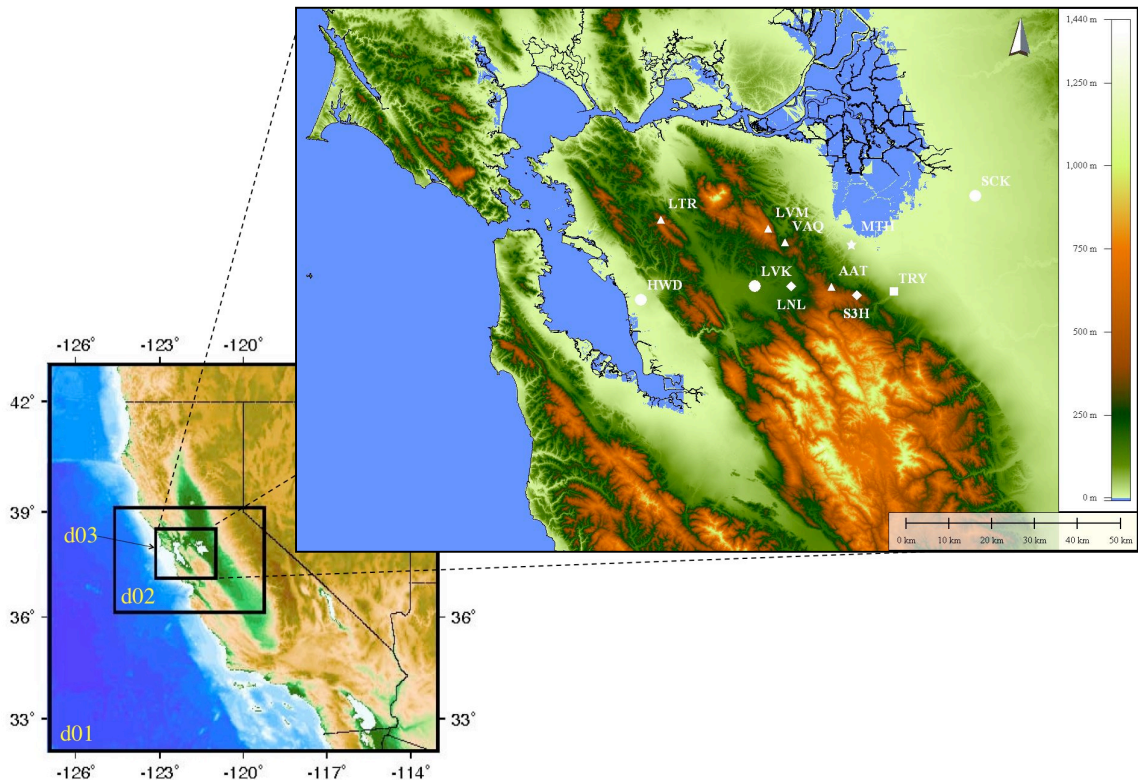 1,440 m
1,250 m
1,000 m
750 m
500 m
250 m
0 m
SCK
LTR
LVM
VAQ
MTH
LVK
AAT
TRY
HWD
LNL
S3H
0 km 10 km 20 km 30 km 40 km 50 km
-126° -123° -120°
42°
39°
36° 36°
33° 33°
d03
d02
d01
-126° -123° -120° -117° -114°